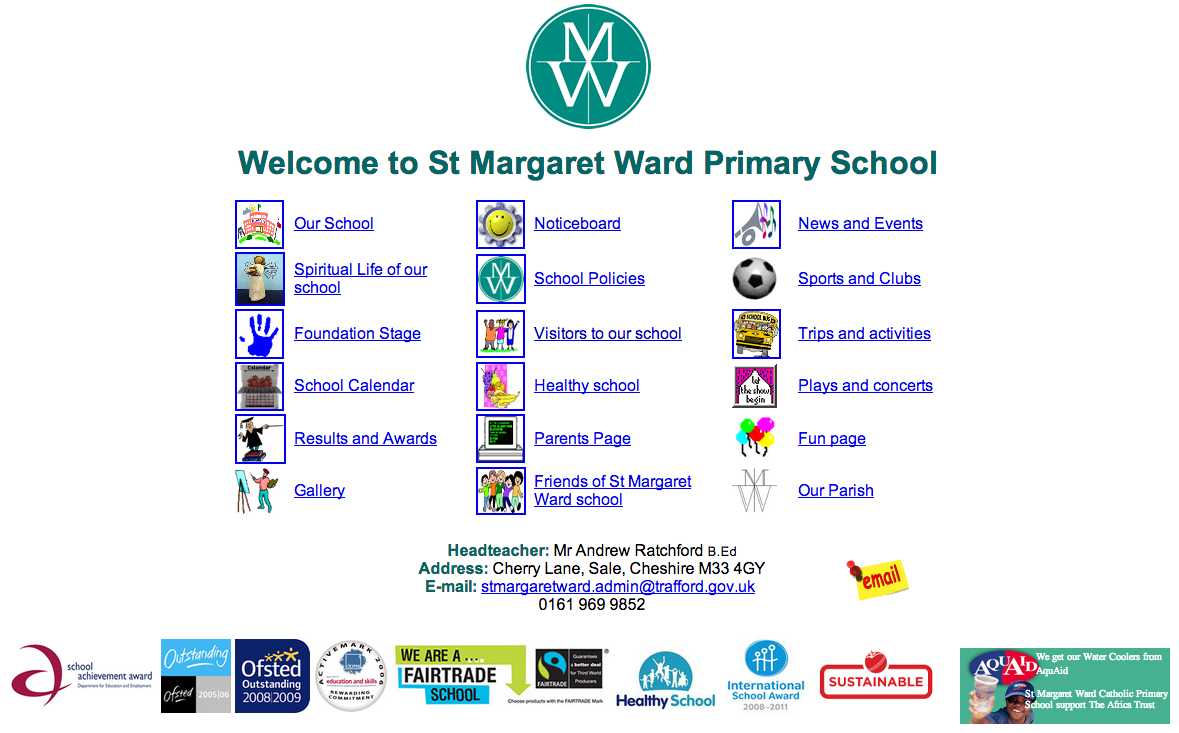 M
W
Welcome to St Margaret Ward Primary School
Our School
Noticeboard
News and Events
Spiritual Life of our
school
School Policies
Sports and Clubs
Foundation Stage
Visitors to our school
Trips and activities
Calendar
School Calendar
Healthy school
let
the show
begin
Plays and concerts
Results and Awards
Parents Page
Fun page
Gallery
Friends of St Margaret
Ward school
M
W
Our Parish
Headteacher: Mr Andrew Ratchford B.Ed
Address: Cherry Lane, Sale, Cheshire M33 4GY
E-mail: stmargaretward.admin@trafford.gov.uk
0161 969 9852
email
school
achievement award
Department for Education and Employment
Outstanding
Ofsted
2005|06
Ofsted
Outstanding
2008|2009
ACTIVEMARK 2006
education and skills
REWARDING
COMMITMENT
WE ARE A ....
FAIRTRADE
SCHOOL
FAIRTRADE
Guarantees
a better deal
for Third World
Producers
Choose products with the FAIRTRADE Mark
Healthy School
International
School Award
2008–2011
SUSTAINABLE
AQUAID
We get our Water Coolers from
AquAid
St Margaret Ward Catholic Primary
School support The Africa Trust